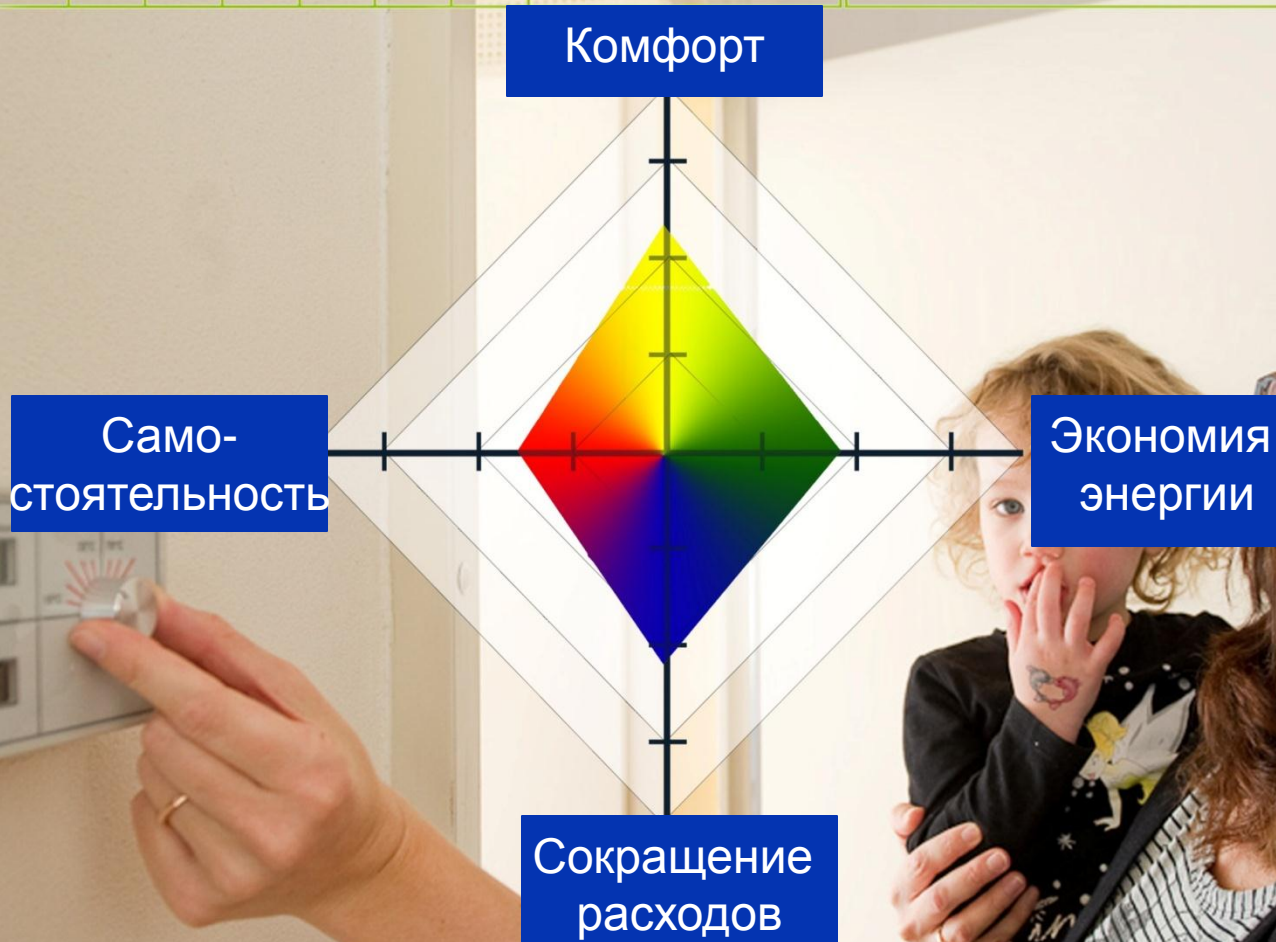 Комфорт
Само-
стоятельность
Экономия
энергии
Сокращение
расходов